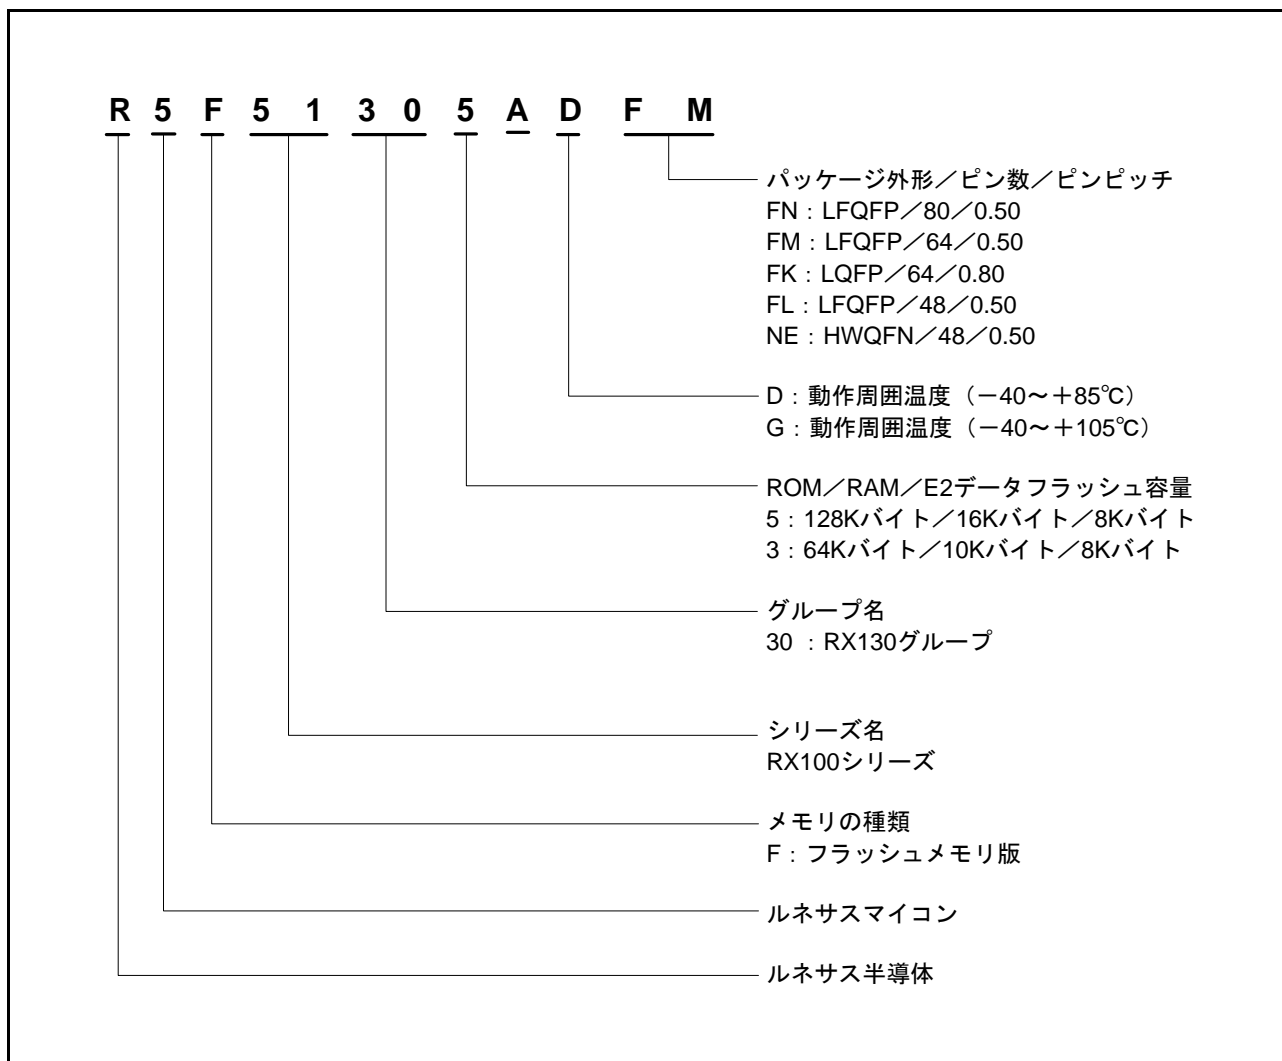 R 5 F 5 1 3 0 5 A D F M
パッケージ外形／ピン数／ピンピッチ
FN：LFQFP／80／0.50
FM：LFQFP／64／0.50
FK：LQFP／64／0.80
FL：LFQFP／48／0.50
NE：HWQFN／48／0.50
D：動作周囲温度（－40～＋85℃）
G：動作周囲温度（－40～＋105℃）
ROM／RAM／E2データフラッシュ容量
5：128Kバイト／16Kバイト／8Kバイト
3：64Kバイト／10Kバイト／8Kバイト
グループ名
30 ：RX130グループ
シリーズ名
RX100シリーズ
メモリの種類
F：フラッシュメモリ版
ルネサスマイコン
ルネサス半導体